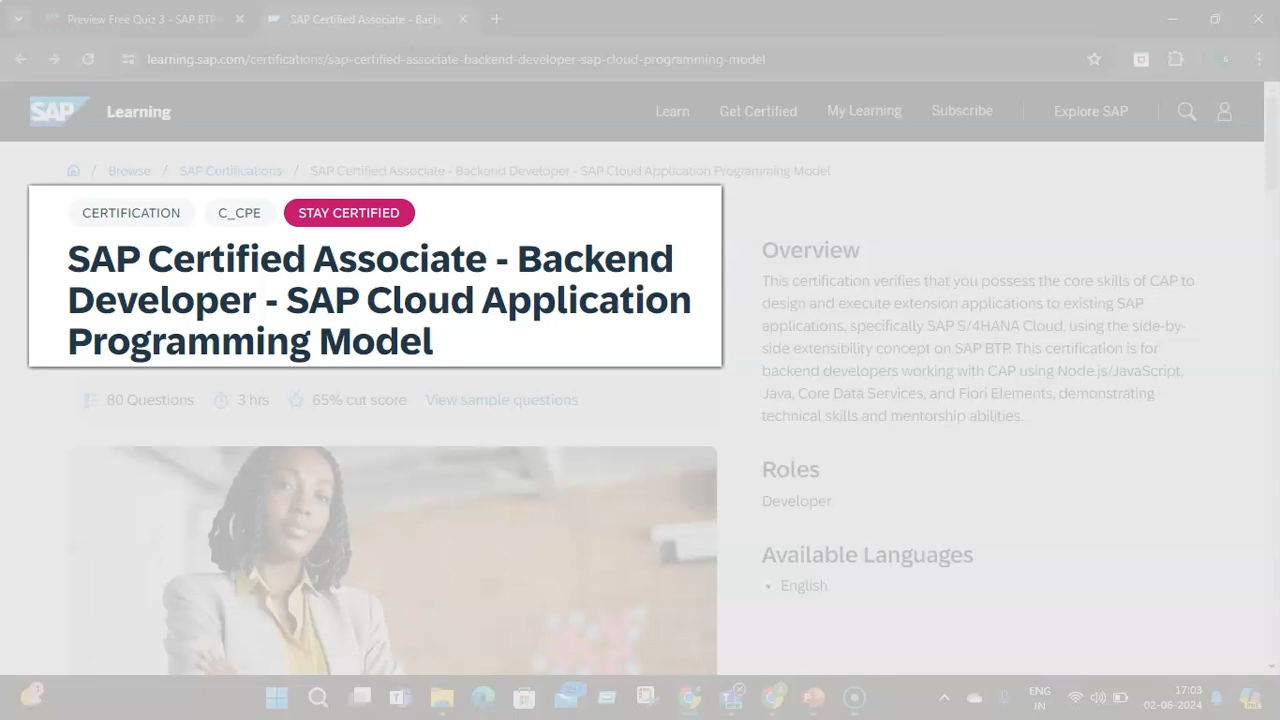 Preview Free Quiz 3 - SAP BTP
SAP Certified Associate - Back
learning.sap.com/certifications/sap-certified-associate-backend-developer-sap-cloud-programming-model
SAP Learning
Learn Get Certified My Learning Subscribe Explore SAP
/ Browse / SAP Certifications / SAP Certified Associate - Backend Developer - SAP Cloud Application Programming Model
CERTIFICATION C_CPE STAY CERTIFIED
SAP Certified Associate - Backend
Developer - SAP Cloud Application
Programming Model
80 Questions 3 hrs 65% cut score View sample questions
Overview
This certification verifies that you possess the core skills of CAP to
design and execute extension applications to existing SAP
applications, specifically SAP S/4HANA Cloud, using the side-by-
side extensibility concept on SAP BTP. This certification is for
backend developers working with CAP using Node.js/JavaScript,
Java, Core Data Services, and Fiori Elements, demonstrating
technical skills and mentorship abilities.
Roles
Developer
Available Languages
• English
ENG
IN
17:03
02-06-2024